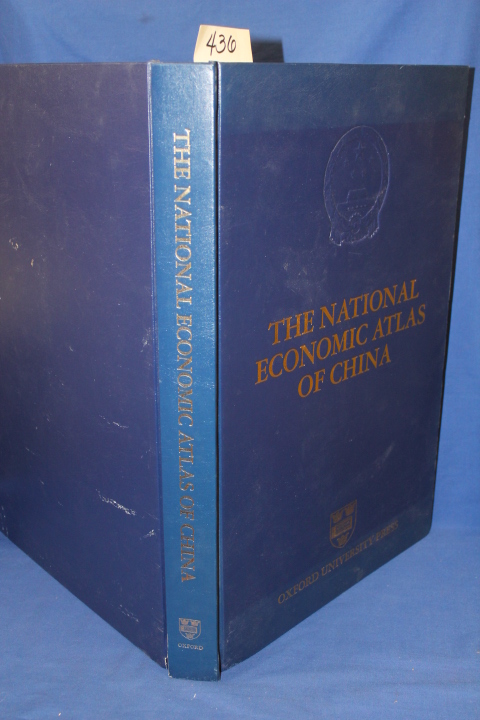 436
THE NATIONAL ECONOMIC ATLAS OF CHINA
OXFORD
THE NATIONAL
ECONOMIC ATLAS
OF CHINA
OXFORD UNIVERSITY PRESS